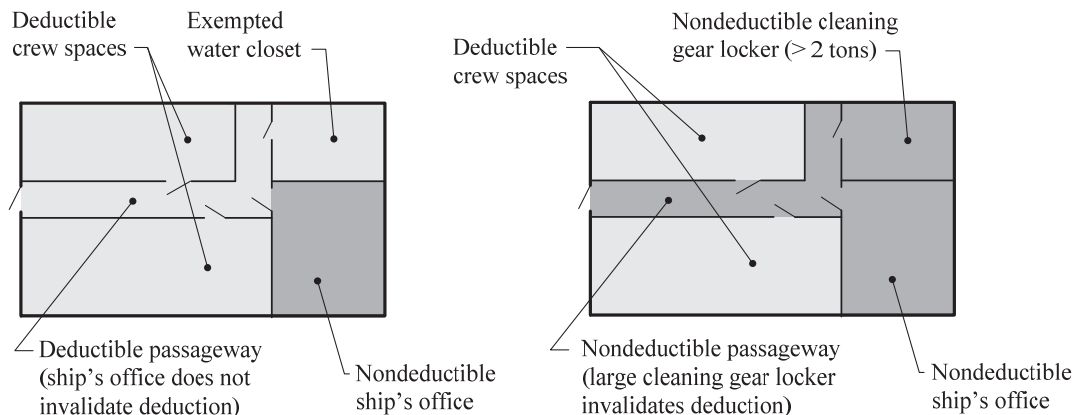 Deductible
crew spaces
Exempted
water closet
Deductible passageway
(ship's office does not
invalidate deduction)
Nondeductible
ship's office
Deductible
crew spaces
Nondeductible cleaning
gear locker (> 2 tons)
Nondeductible passageway
(large cleaning gear locker
invalidates deduction)
Nondeductible
ship's office